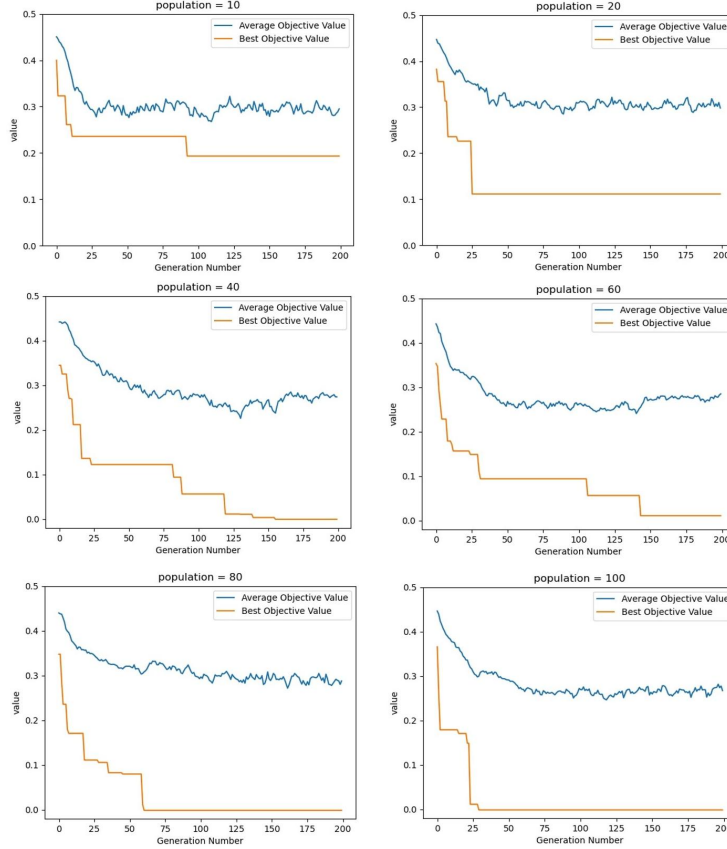 population = 10
Average Objective Value
Best Objective Value
0.5
0.4
0.3
0.2
0.1
0.0
value
0 25 50 75 100 125 150 175 200
Generation Number
population = 20
Average Objective Value
Best Objective Value
0.5
0.4
0.3
0.2
0.1
0.0
value
0 25 50 75 100 125 150 175 200
Generation Number
population = 40
Average Objective Value
Best Objective Value
0.5
0.4
0.3
0.2
0.1
0.0
value
0 25 50 75 100 125 150 175 200
Generation Number
population = 60
Average Objective Value
Best Objective Value
0.5
0.4
0.3
0.2
0.1
0.0
value
0 25 50 75 100 125 150 175 200
Generation Number
population = 80
Average Objective Value
Best Objective Value
0.5
0.4
0.3
0.2
0.1
0.0
value
0 25 50 75 100 125 150 175 200
Generation Number
population = 100
Average Objective Value
Best Objective Value
0.5
0.4
0.3
0.2
0.1
0.0
value
0 25 50 75 100 125 150 175 200
Generation Number